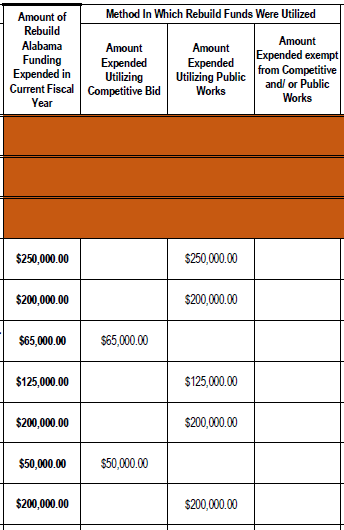 Amount of
Rebuild
Alabama
Funding
Expended in
Current Fiscal
Year
Method In Which Rebuild Funds Were Utilized
Amount
Expended
Utilizing
Competitive Bid
Amount
Expended
Utilizing Public
Works
Amount
Expended exempt
from Competitive
and/ or Public
Works
$250,000.00 $250,000.00
$200,000.00 $200,000.00
$65,000.00 $65,000.00
$125,000.00 $125,000.00
$200,000.00 $200,000.00
$50,000.00 $50,000.00
$200,000.00 $200,000.00